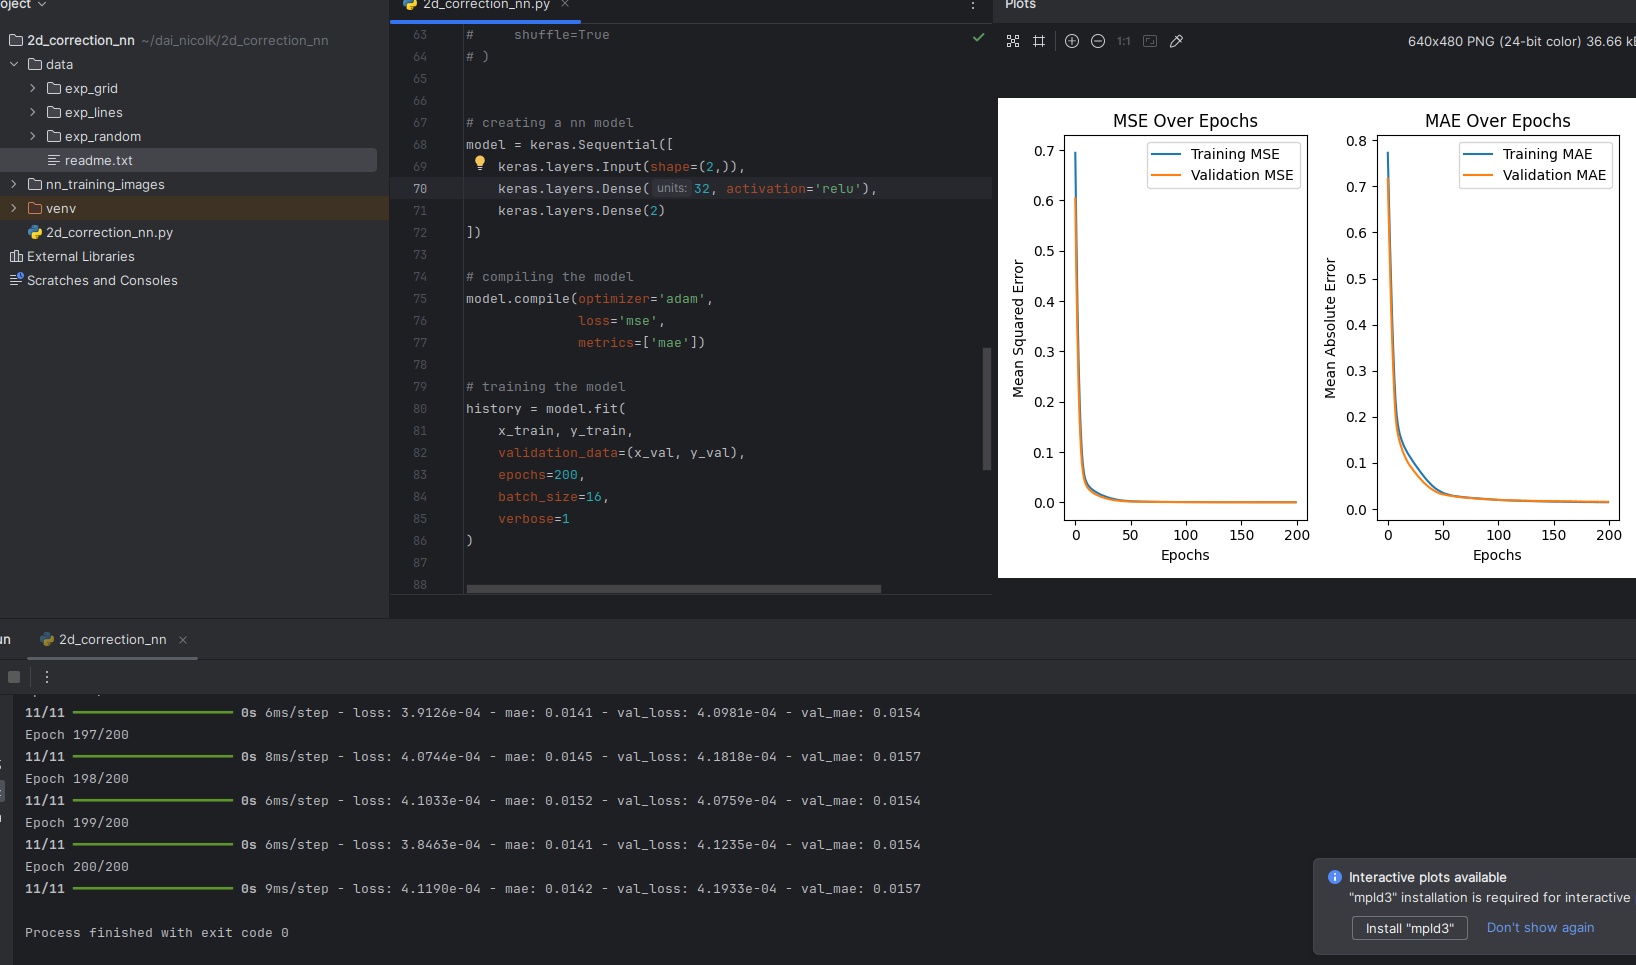 oject
2d_correction_nn ~/dai_nicolK/2d_correction_nn
data
exp_grid
exp_lines
exp_random
readme.txt
nn_training_images
venv
2d_correction_nn.py
External Libraries
Scratches and Consoles
2d_correction_nn.py
63 # shuffle=True
64 # )
65
66
67 # creating a nn model
68 model = keras.Sequential([
69 keras.layers.Input(shape=(2,)),
70 keras.layers.Dense( units: 32, activation='relu'),
71 keras.layers.Dense(2)
72 ])
73
74 # compiling the model
75 model.compile(optimizer='adam',
76 loss='mse',
77 metrics=['mae'])
78
79 # training the model
80 history = model.fit(
81 x_train, y_train,
82 validation_data=(x_val, y_val),
83 epochs=200,
84 batch_size=16,
85 verbose=1
86 )
87
88
Plots
1:1
640x480 PNG (24-bit color) 36.66 k
MSE Over Epochs
Training MSE
Validation MSE
Mean Squared Error
0.7
0.6
0.5
0.4
0.3
0.2
0.1
0.0
0 50 100 150 200
Epochs
MAE Over Epochs
Training MAE
Validation MAE
Mean Absolute Error
0.8
0.7
0.6
0.5
0.4
0.3
0.2
0.1
0.0
0 50 100 150 200
Epochs
un
2d_correction_nn
11/11 0s 6ms/step - loss: 3.9126e-04 - mae: 0.0141 - val_loss: 4.0981e-04 - val_mae: 0.0154
Epoch 197/200
11/11 0s 8ms/step - loss: 4.0744e-04 - mae: 0.0145 - val_loss: 4.1818e-04 - val_mae: 0.0157
Epoch 198/200
11/11 0s 6ms/step - loss: 4.1033e-04 - mae: 0.0152 - val_loss: 4.0759e-04 - val_mae: 0.0154
Epoch 199/200
11/11 0s 6ms/step - loss: 3.8463e-04 - mae: 0.0141 - val_loss: 4.1235e-04 - val_mae: 0.0154
Epoch 200/200
11/11 0s 9ms/step - loss: 4.1190e-04 - mae: 0.0142 - val_loss: 4.1933e-04 - val_mae: 0.0157
Process finished with exit code 0
Interactive plots available
"mpld3" installation is required for interactive
Install "mpld3"
Don't show again